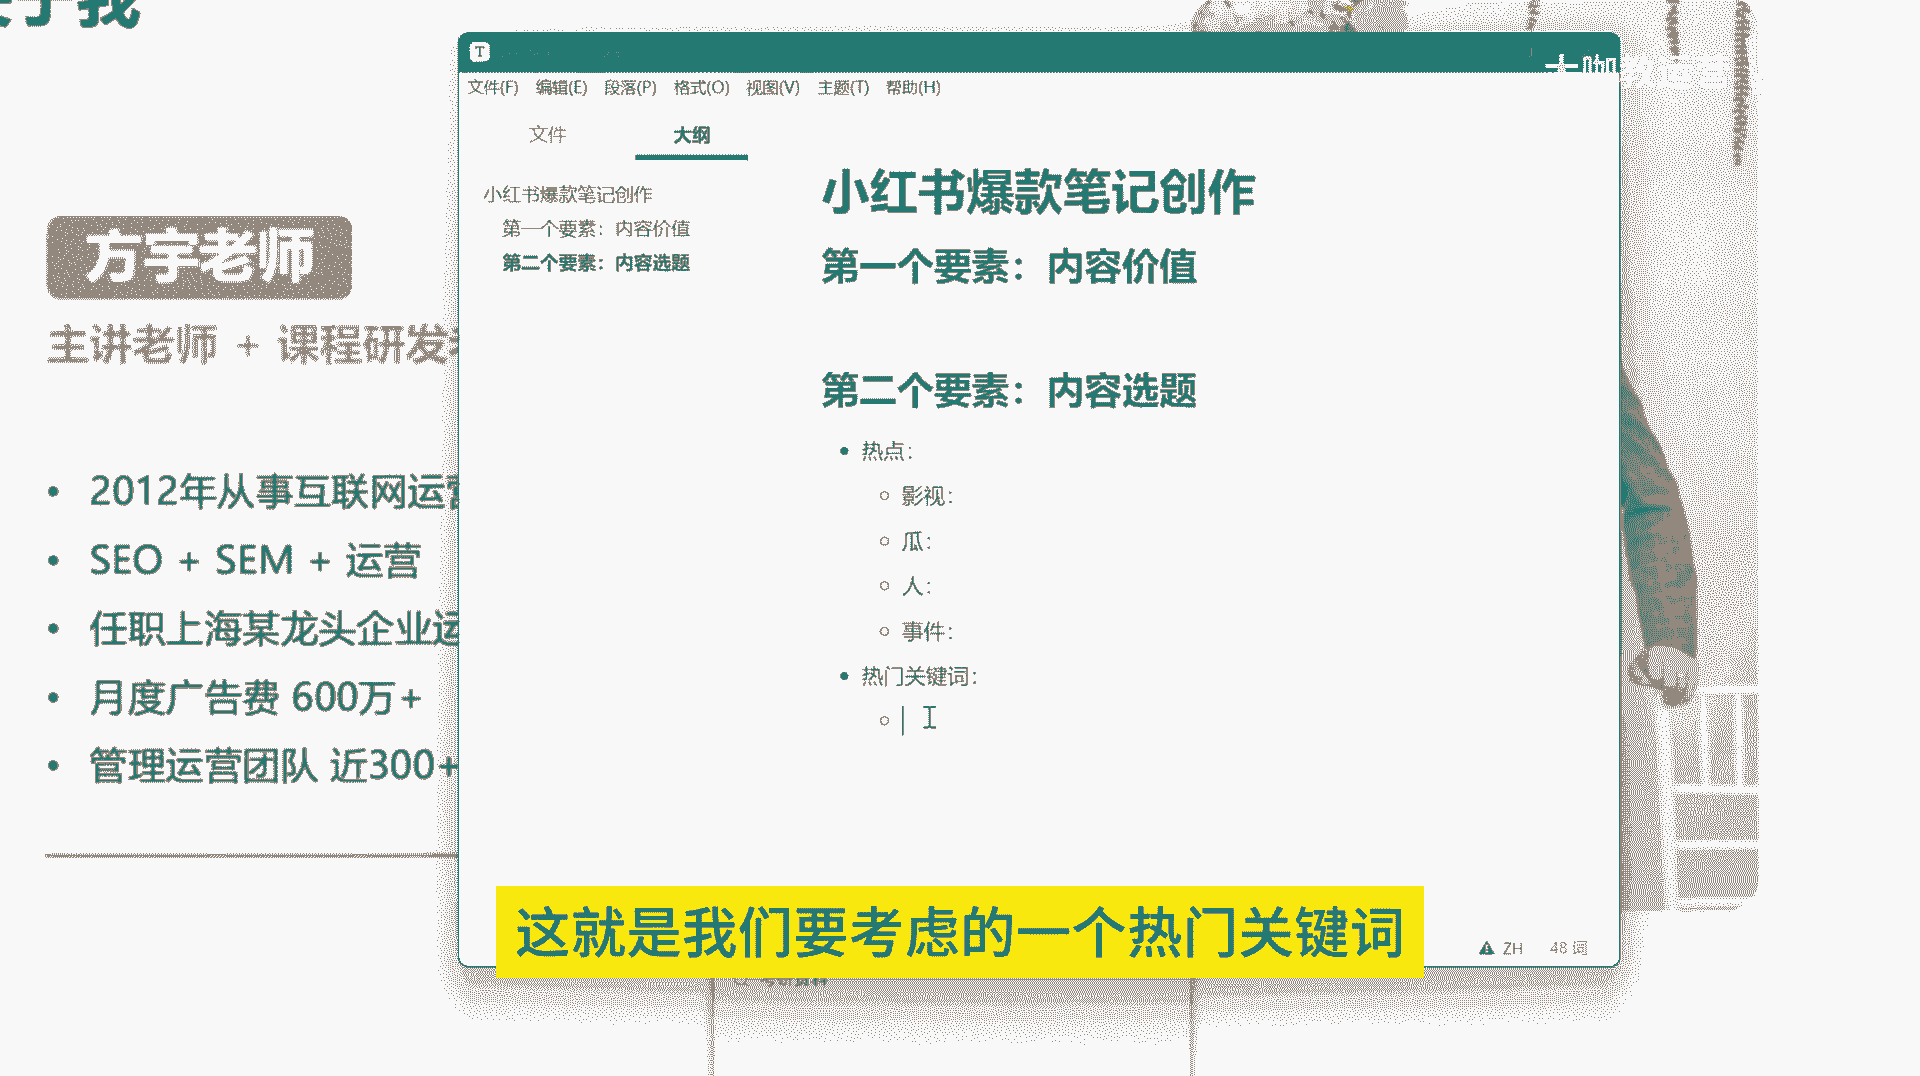 于我
方宇老师
主讲老师 + 课程研发
2012年从事互联网运营
SEO + SEM + 运营
任职上海某龙头企业运
月度广告费 600万+
管理运营团队 近300+
T
文件(F) 编辑(E) 段落(P) 格式(O) 视图(V) 主题(T) 帮助(H)
文件 大纲
小红书爆款笔记创作
第一个要素：内容价值
第二个要素：内容选题
小红书爆款笔记创作
第一个要素：内容价值
第二个要素：内容选题
热点：
影视：
瓜：
人：
事件：
热门关键词：
这就是我们要考虑的一个热门关键词
ZH 48 词